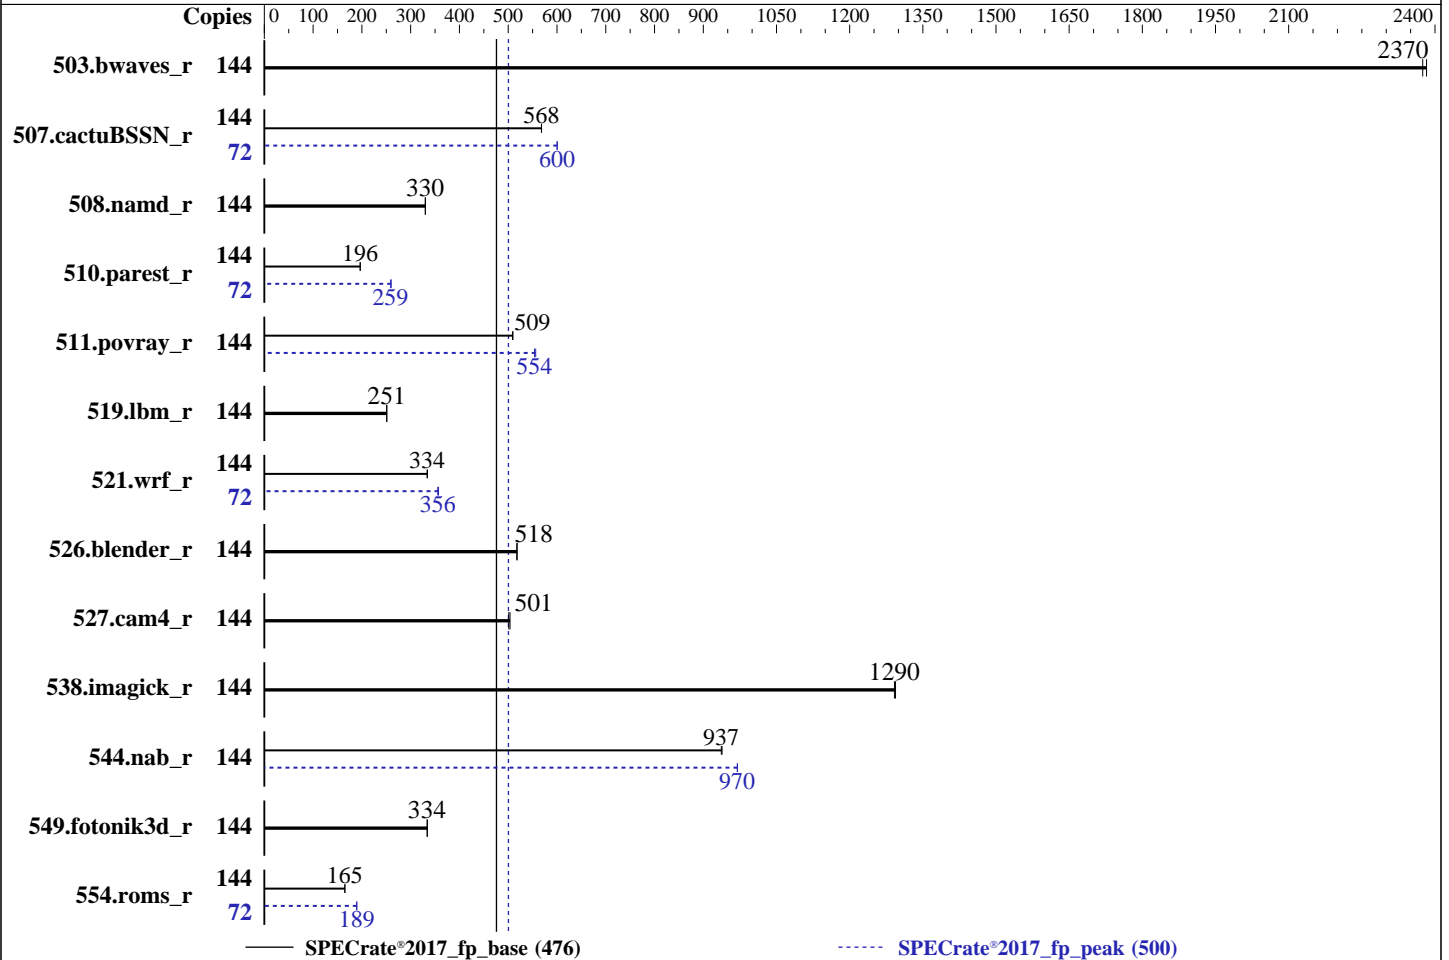 Copies 0 100 200 300 400 500 600 700 800 900 1050 1200 1350 1500 1650 1800 1950 2100 2400
503.bwaves_r 144 2370
507.cactuBSSN_r 144 568
72 600
508.namd_r 144 330
510.parest_r 144 196
72 259
511.povray_r 144 509
554
519.lbm_r 144 251
521.wrf_r 144 334
72 356
526.blender_r 144 518
527.cam4_r 144 501
538.imagick_r 144 1290
544.nab_r 144 937
970
549.fotonik3d_r 144 334
554.roms_r 144 165
72 189
SPECrate®2017_fp_base (476) SPECrate®2017_fp_peak (500)